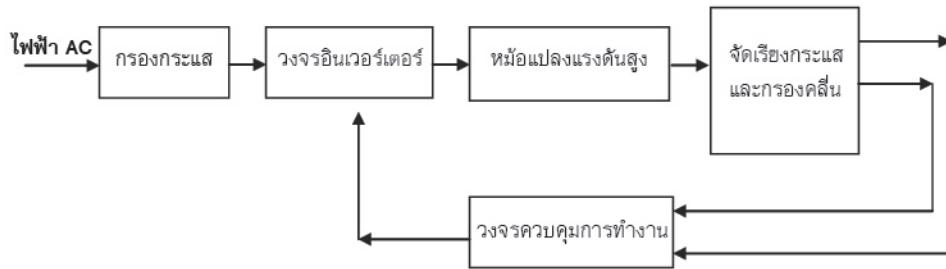 ไฟฟ้า AC
กรองกระแส
วงจรอินเวอร์เตอร์
หม้อแปลงแรงดันสูง
จัดเรียงกระแส
และกรองคลื่น
วงจรควบคุมการทำงาน